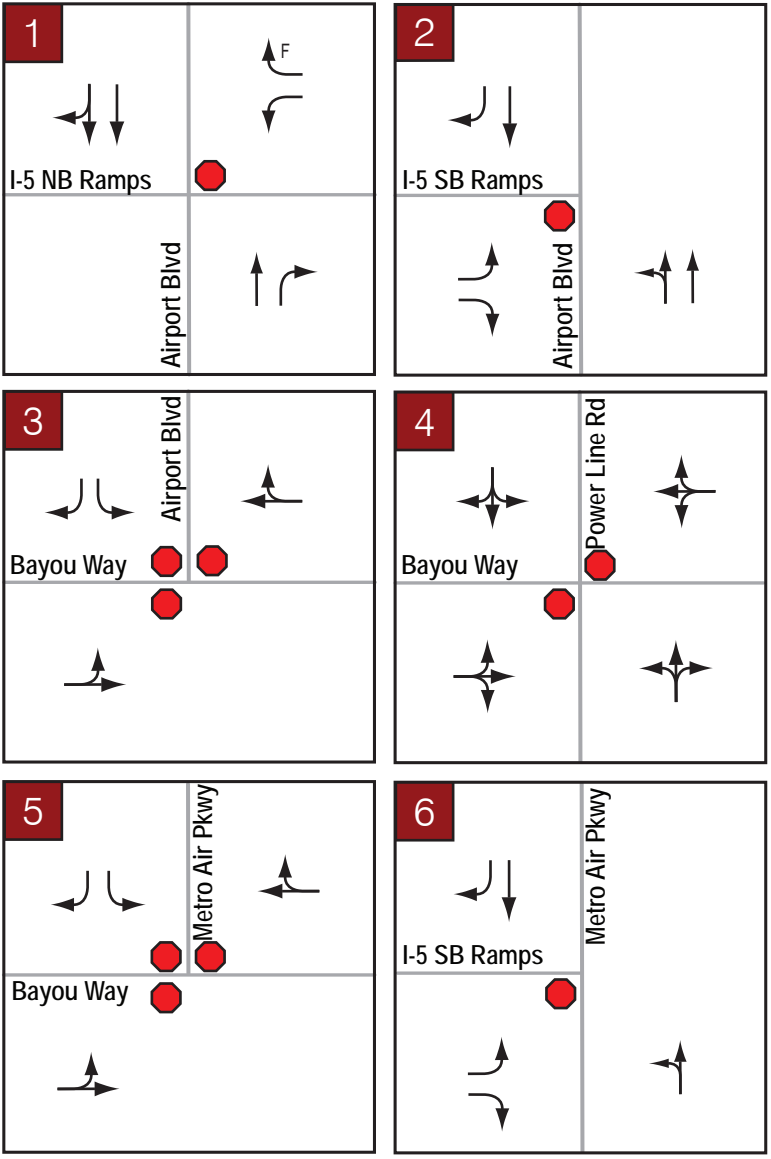 1
F
I-5 NB Ramps
Airport Blvd
2
I-5 SB Ramps
Airport Blvd
3
Airport Blvd
Bayou Way
4
Power Line Rd
Bayou Way
5
Metro Air Pkwy
Bayou Way
6
Metro Air Pkwy
I-5 SB Ramps